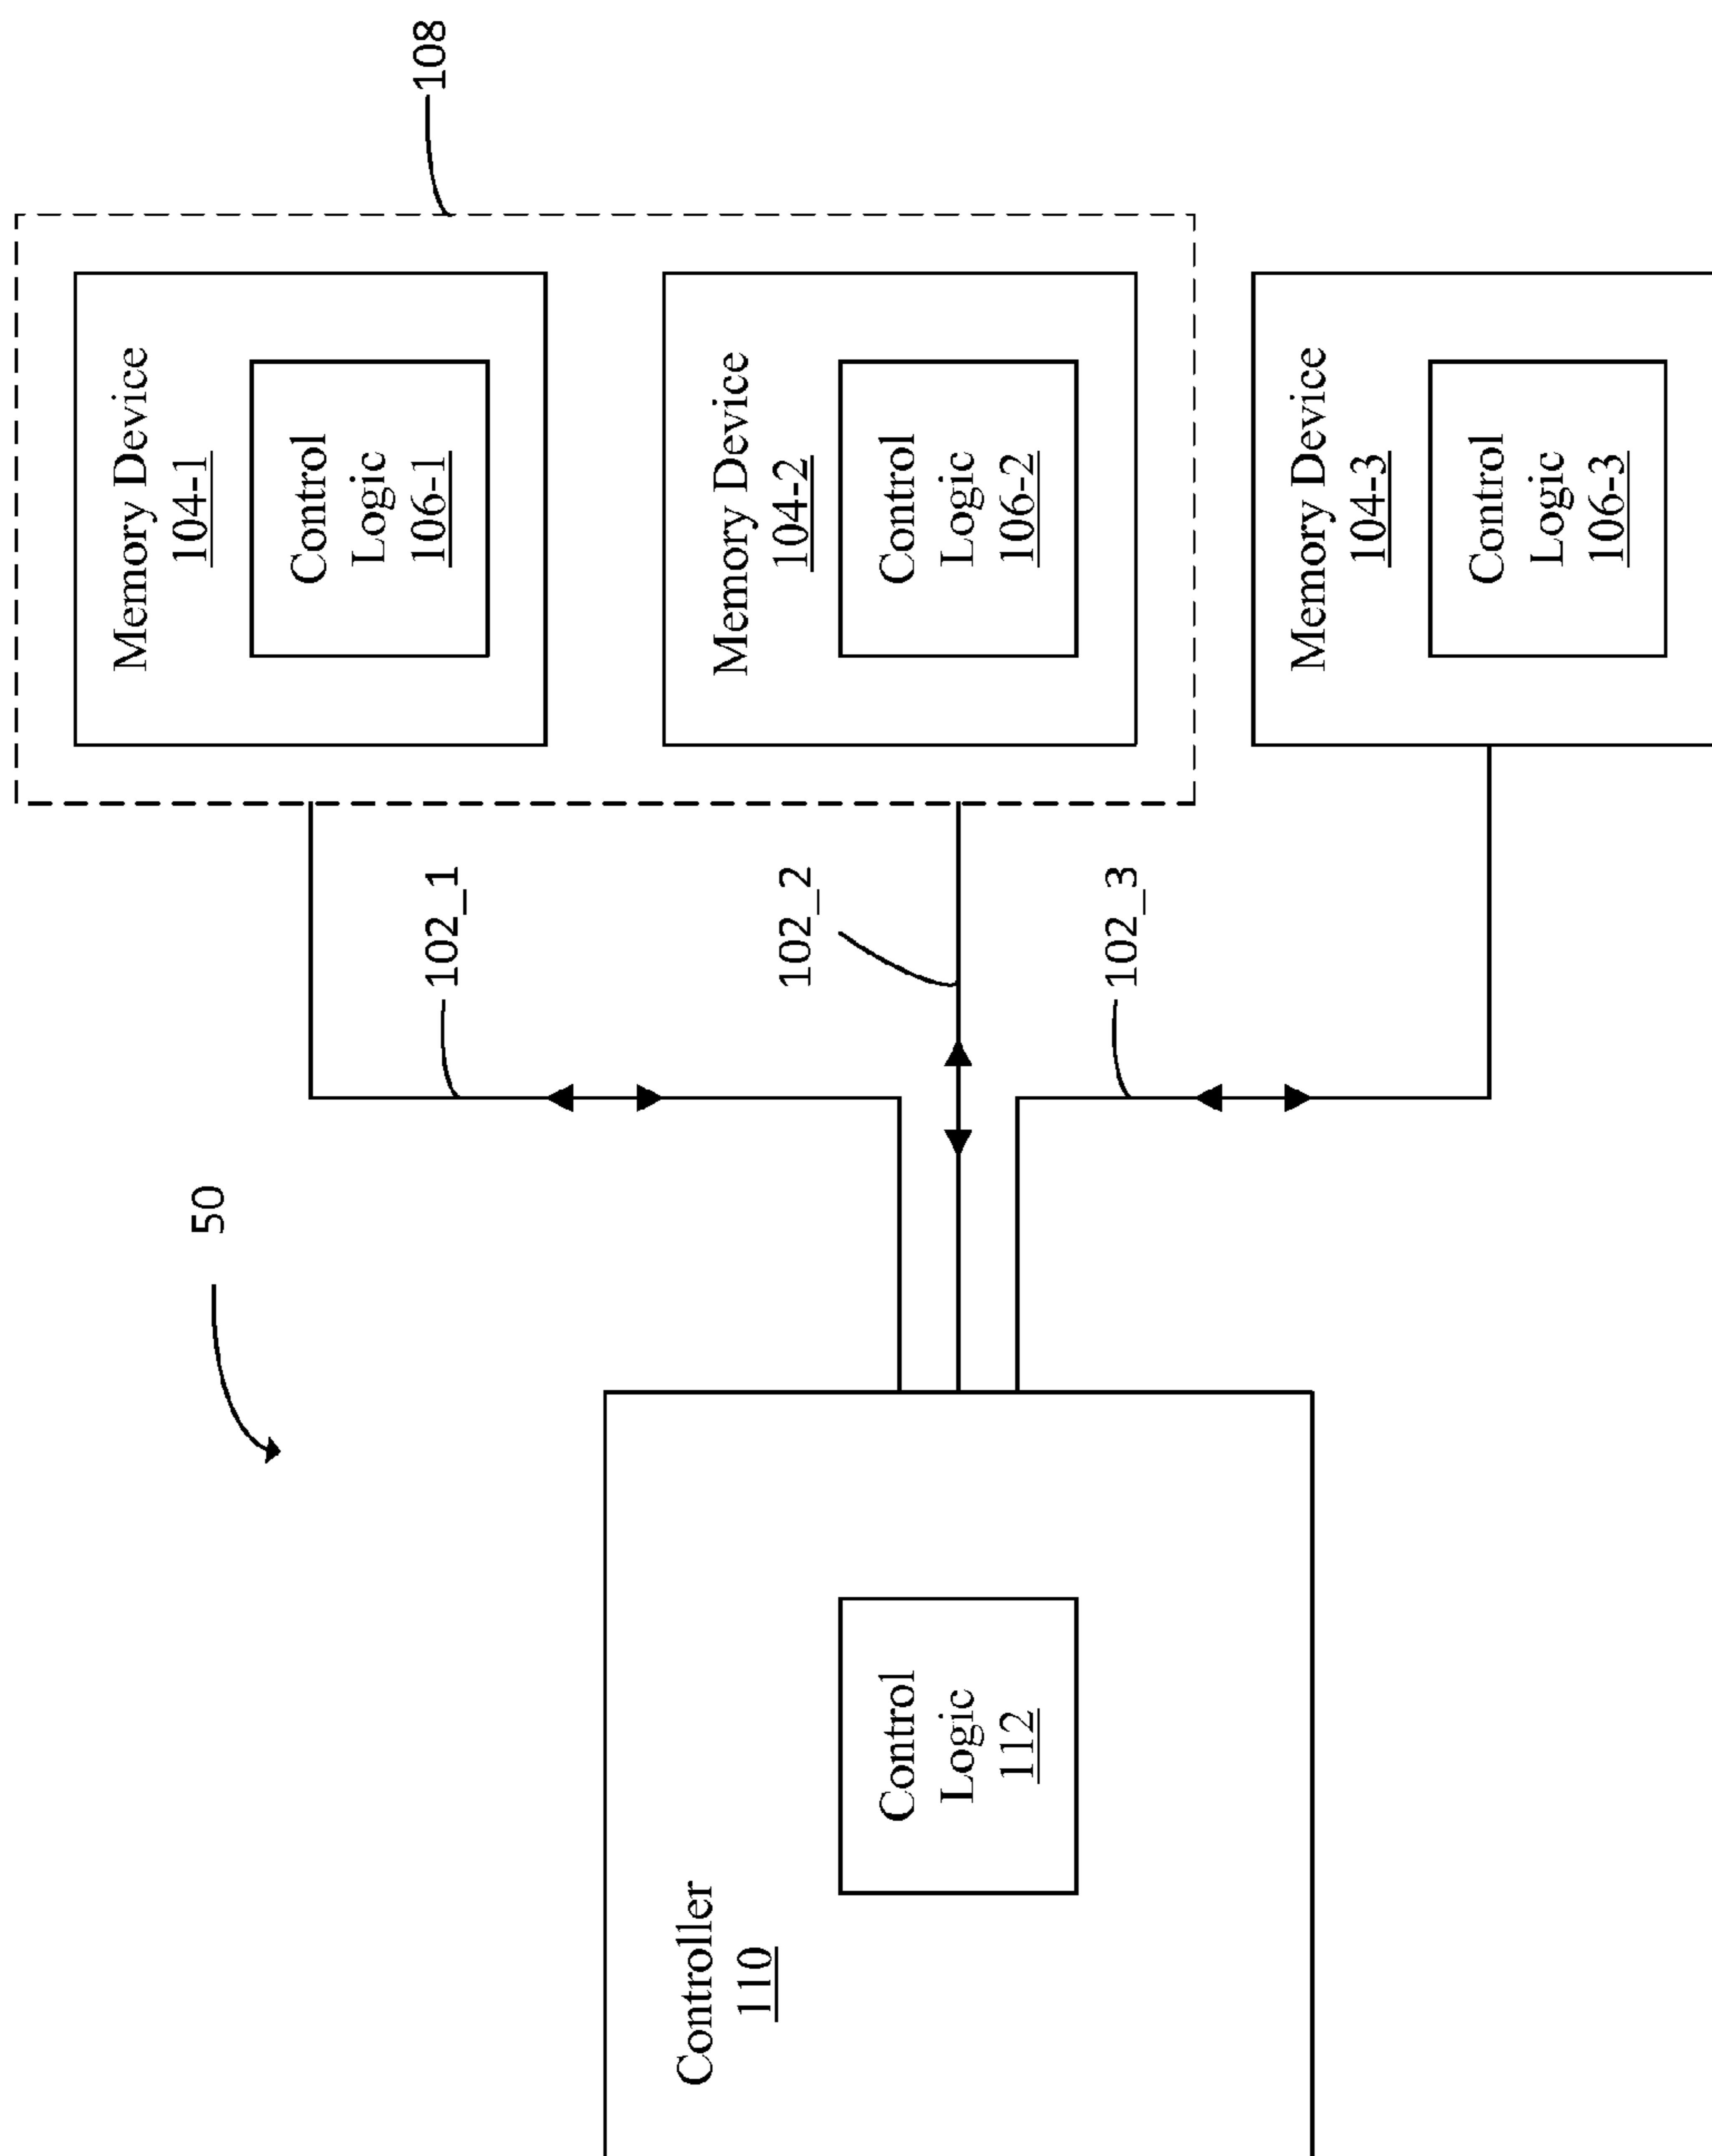 50
108
Memory Device
104-1
Control
Logic
106-1
102_1
Memory Device
104-2
Control
Logic
106-2
102_2
Memory Device
104-3
Control
Logic
106-3
102_3
Controller
110
Control
Logic
112